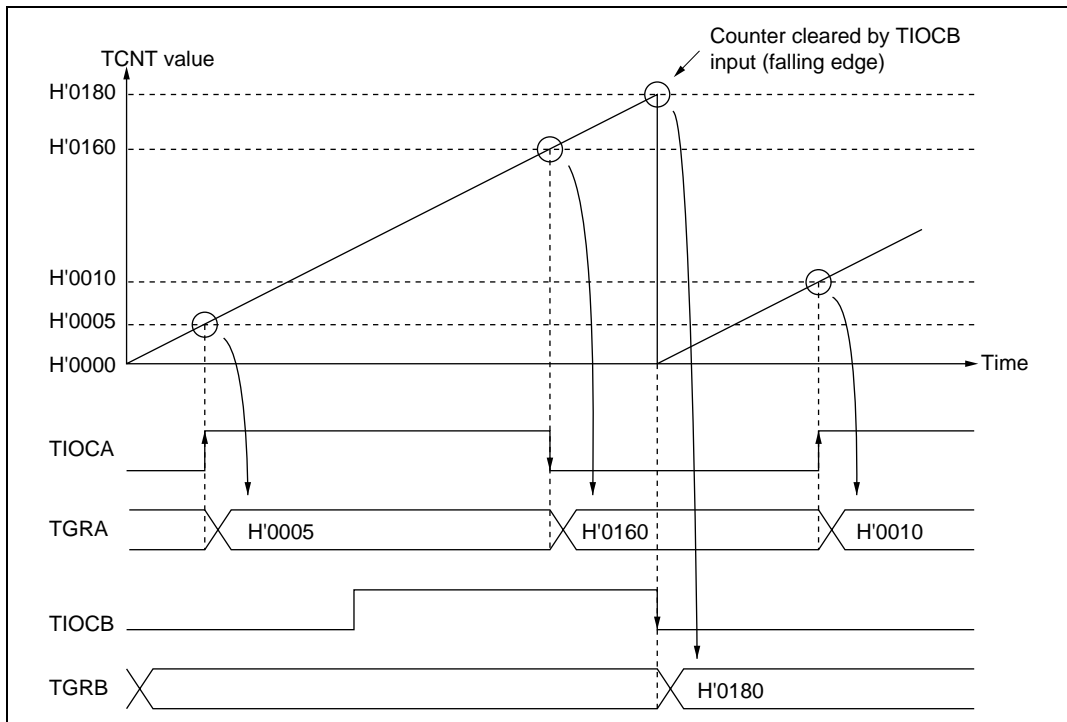 Counter cleared by TIOCB
input (falling edge)
TCNT value
H'0180
H'0160
H'0010
H'0005
H'0000
Time
TIOCA
TGRA
H'0005
H'0160
H'0010
TIOCB
TGRB
H'0180